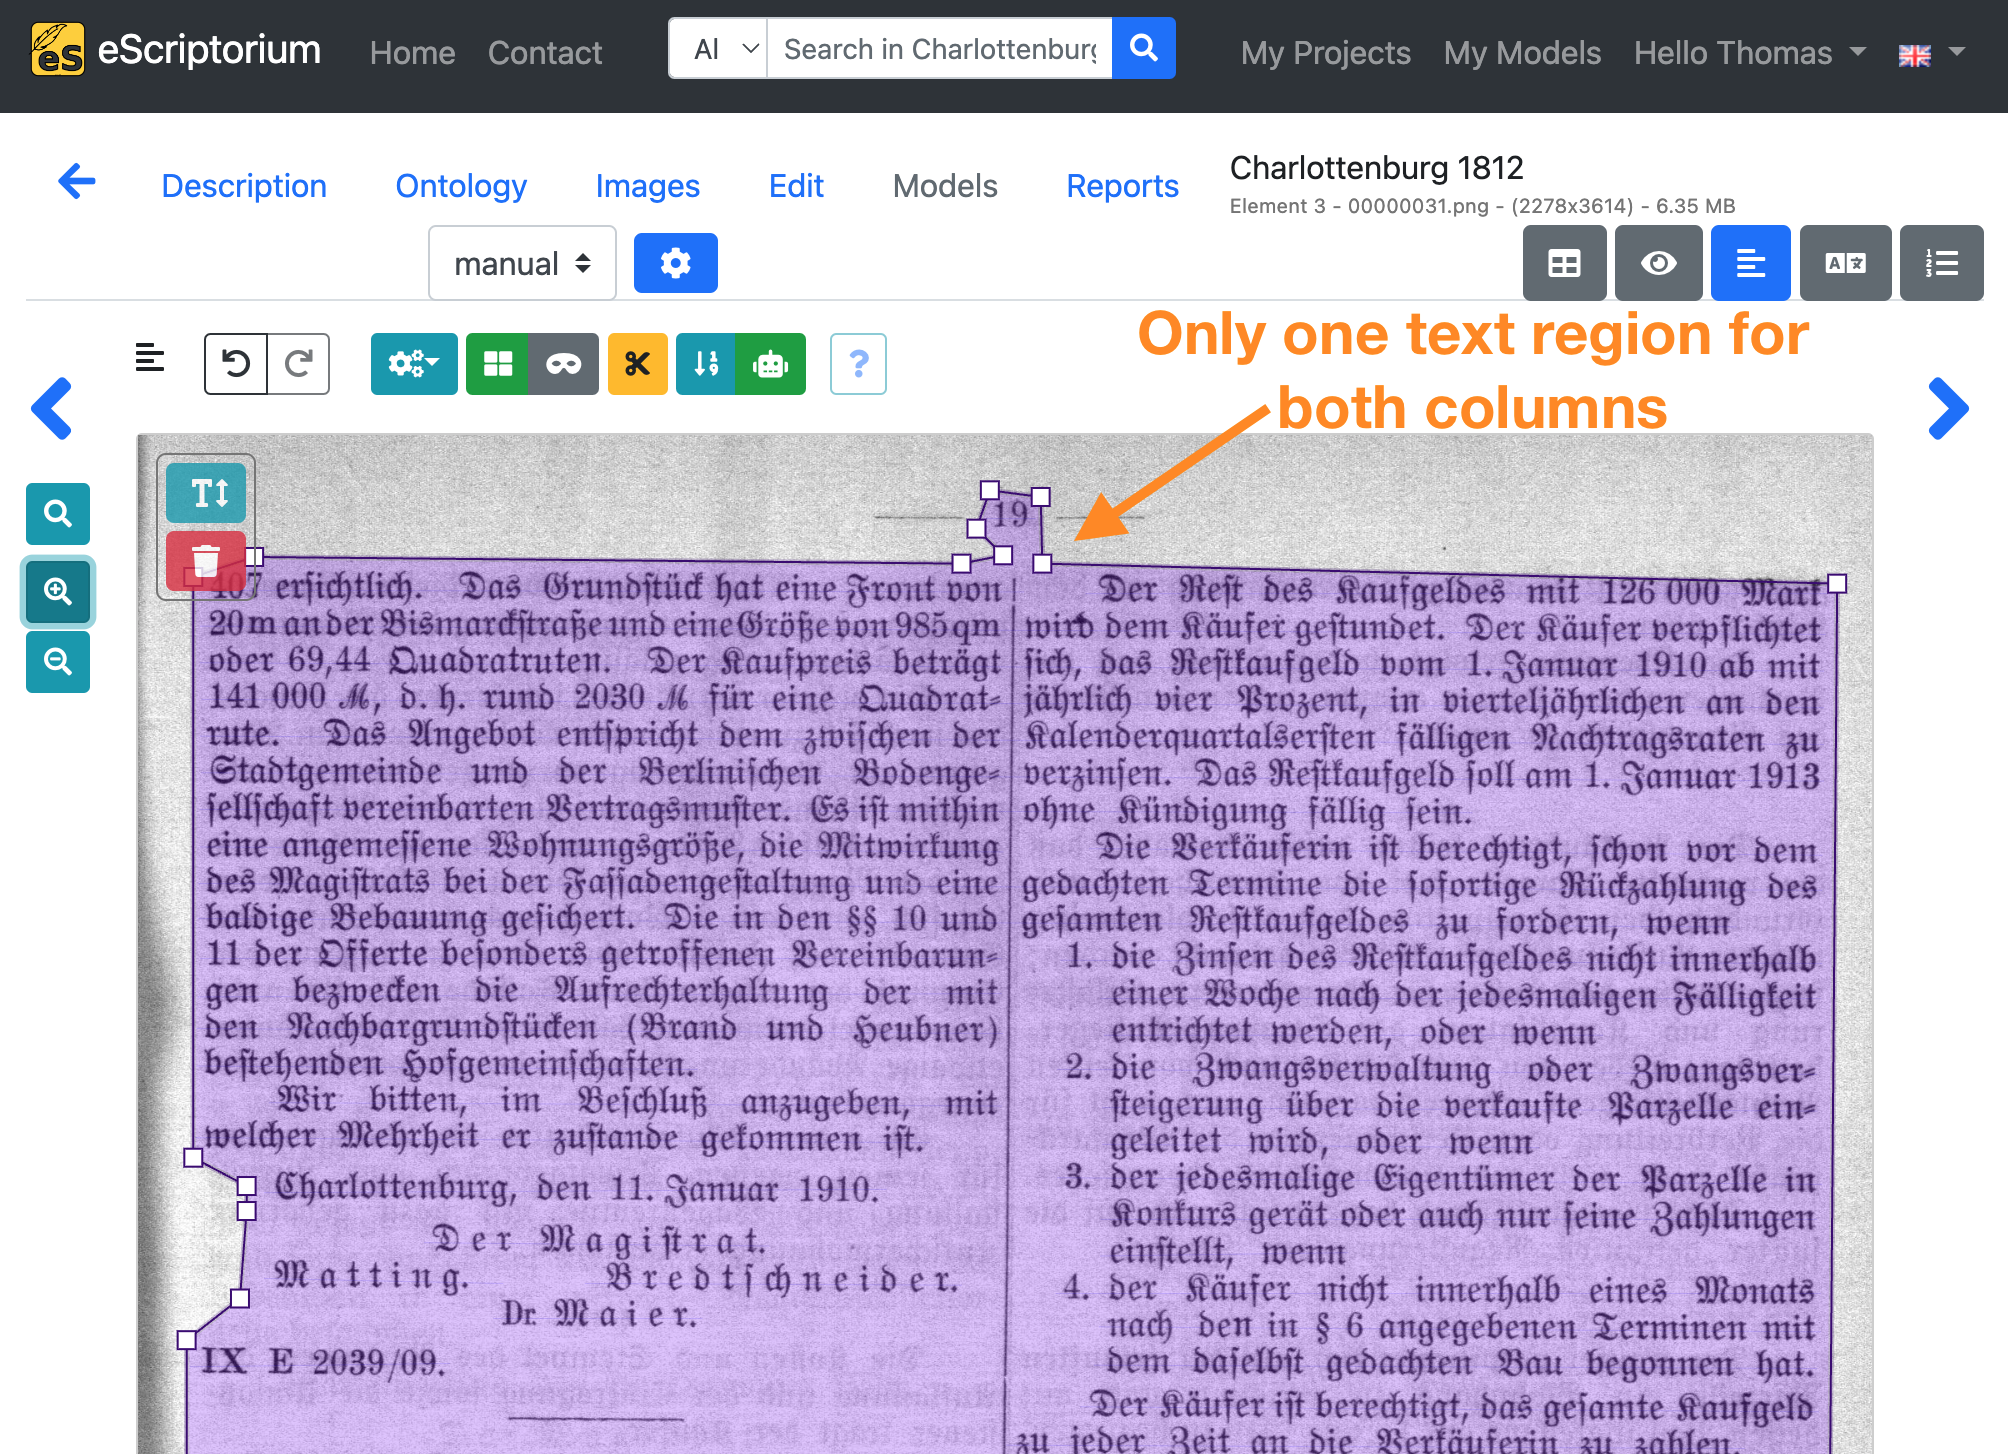 eScriptorium
Home
Contact
Al
Search in Charlottenburg
My Projects
My Models
Hello Thomas
Description
Ontology
Images
Edit
Models
Reports
Charlottenburg 1812
Element 3 - 00000031.png - (2278x3614) - 6.35 MB
manual
Only one text region for
both columns
19
407 erſichtlich. Das Grundſtück hat eine Front von
20 m an der Bismarckſtraße und eine Größe von 985 qm
oder 69,44 Quadratruten. Der Kaufpreis beträgt
141 000 ℳ, d. h. rund 2030 ℳ für eine Quadrat-
rute. Das Angebot entſpricht dem zwiſchen der
Stadtgemeinde und der Berliniſchen Bodenge-
ſellſchaft vereinbarten Vertragsmuſter. Es iſt mithin
eine angemeſſene Wohnungsgröße, die Mitwirkung
des Magiſtrats bei der Faſſadengeſtaltung und eine
baldige Bebauung geſichert. Die in den §§ 10 und
11 der Offerte beſonders getroffenen Vereinbarun-
gen bezwecken die Aufrechterhaltung der mit
den Nachbargrundſtücken (Brand und Heubner)
beſtehenden Hofgemeinſchaften.
Wir bitten, im Beſchluß anzugeben, mit
welcher Mehrheit er zuſtande gekommen iſt.
Charlottenburg, den 11. Januar 1910.
Der Magiſtrat.
Matting. Bredtſchneider.
Dr. Maier.
IX E 2039/09.
Der Reſt des Kaufgeldes mit 126 000 Mark
wird dem Käufer geſtundet. Der Käufer verpflichtet
ſich, das Reſtkaufgeld vom 1. Januar 1910 ab mit
jährlich vier Prozent, in vierteljährlichen an den
Kalenderquartalserſten fälligen Nachtragsraten zu
verzinſen. Das Reſtkaufgeld ſoll am 1. Januar 1913
ohne Kündigung fällig ſein.
Die Verkäuferin iſt berechtigt, ſchon vor dem
gedachten Termine die ſofortige Rückzahlung des
geſamten Reſtkaufgeldes zu fordern, wenn
1. die Zinſen des Reſtkaufgeldes nicht innerhalb
einer Woche nach der jedesmaligen Fälligkeit
entrichtet werden, oder wenn
2. die Zwangsverwaltung oder Zwangsver-
ſteigerung über die verkaufte Parzelle ein-
geleitet wird, oder wenn
3. der jedesmalige Eigentümer der Parzelle in
Konkurs gerät oder auch nur ſeine Zahlungen
einſtellt, wenn
4. der Käufer nicht innerhalb eines Monats
nach den in § 6 angegebenen Terminen mit
dem daſelbſt gedachten Bau begonnen hat.
Der Käufer iſt berechtigt, das geſamte Kaufgeld
zu jeder Zeit an die Verkäuferin zu zahlen.